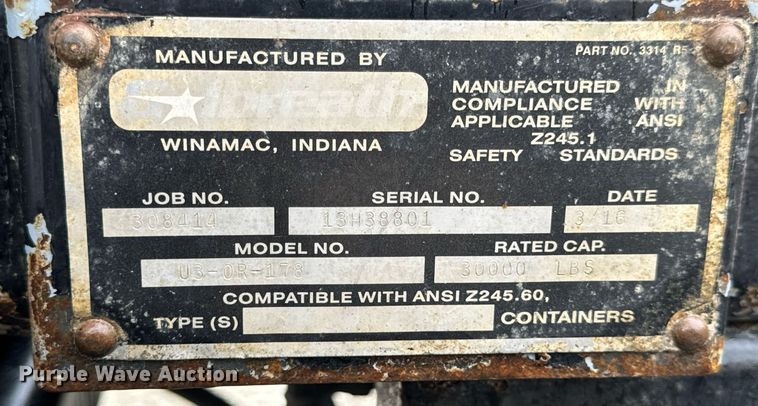 PART NO. 3314 R5
MANUFACTURED BY
Galbreath
WINAMAC, INDIANA
MANUFACTURED IN
COMPLIANCE WITH
APPLICABLE ANSI
Z245.1
SAFETY STANDARDS
JOB NO. SERIAL NO. DATE
308414 13H38801 3/16
MODEL NO. RATED CAP.
U3-OR-178 30000 LBS
COMPATIBLE WITH ANSI Z245.60,
TYPE (S) CONTAINERS
Purple Wave Auction